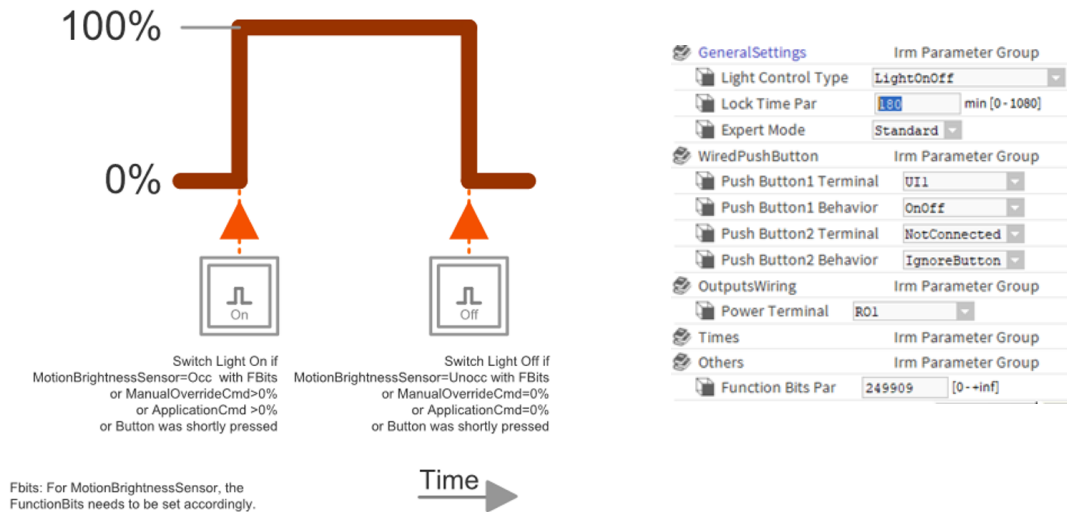 100%
0%
On
Off
Switch Light On if
MotionBrightnessSensor=Occ with FBits
or ManualOverrideCmd>0%
or ApplicationCmd >0%
or Button was shortly pressed
Switch Light Off if
MotionBrightnessSensor=Unocc with FBits
or ManualOverrideCmd=0%
or ApplicationCmd=0%
or Button was shortly pressed
Fbits: For MotionBrightnessSensor, the
FunctionBits needs to be set accordingly.
Time
GeneralSettings Irm Parameter Group
Light Control Type LightOnOff
Lock Time Par 180 min [0 - 1080]
Expert Mode Standard
WiredPushButton Irm Parameter Group
Push Button1 Terminal UI1
Push Button1 Behavior OnOff
Push Button2 Terminal NotConnected
Push Button2 Behavior IgnoreButton
OutputsWiring Irm Parameter Group
Power Terminal RO1
Times Irm Parameter Group
Others Irm Parameter Group
Function Bits Par 249909 [0 - +inf]